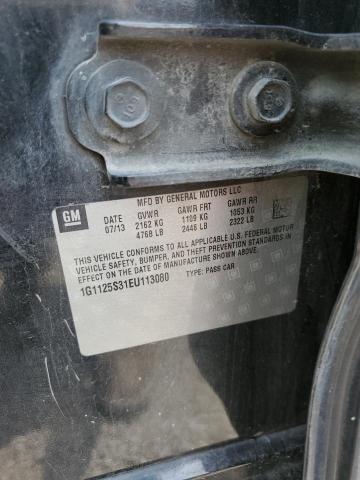 MFD BY GENERAL MOTORS LLC
GM DATE GVWR GAWR FRT GAWR RR
07/13 2162 KG 1109 KG 1053 KG
4768 LB 2446 LB 2322 LB
THIS VEHICLE CONFORMS TO ALL APPLICABLE U.S. FEDERAL MOTOR
VEHICLE SAFETY, BUMPER, AND THEFT PREVENTION STANDARDS IN
EFFECT ON THE DATE OF MANUFACTURE SHOWN ABOVE.
1G1125S31EU113080 TYPE: PASS CAR